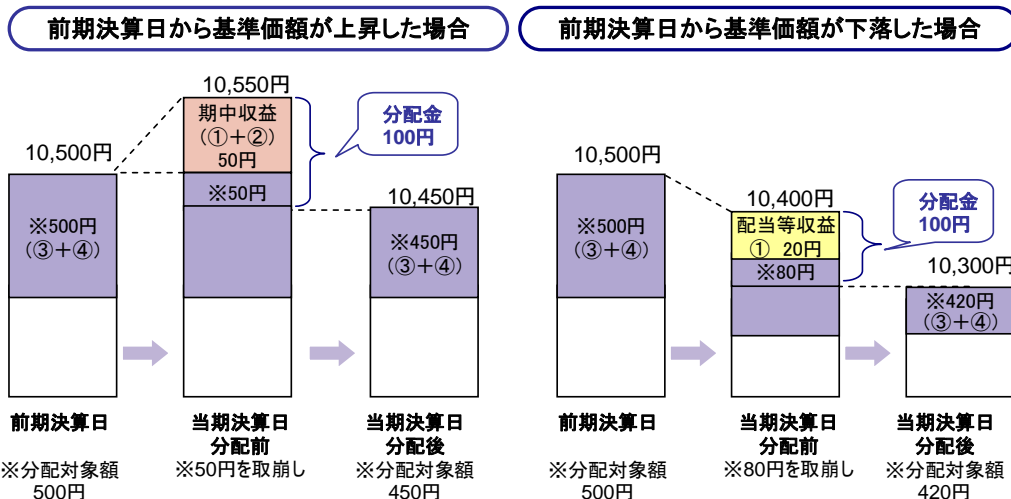 前期決算日から基準価額が上昇した場合
10,550円
期中収益
(①+②)
50円
分配金
100円
10,500円
※50円
10,450円
※500円
(③+④)
※450円
(③+④)
前期決算日
当期決算日
分配前
当期決算日
分配後
※分配対象額
500円
※50円を取崩し
※分配対象額
450円
前期決算日から基準価額が下落した場合
10,500円
10,400円
分配金
100円
※500円
(③+④)
配当等収益
① 20円
※80円
10,300円
※420円
(③+④)
前期決算日
当期決算日
分配前
当期決算日
分配後
※分配対象額
500円
※80円を取崩し
※分配対象額
420円